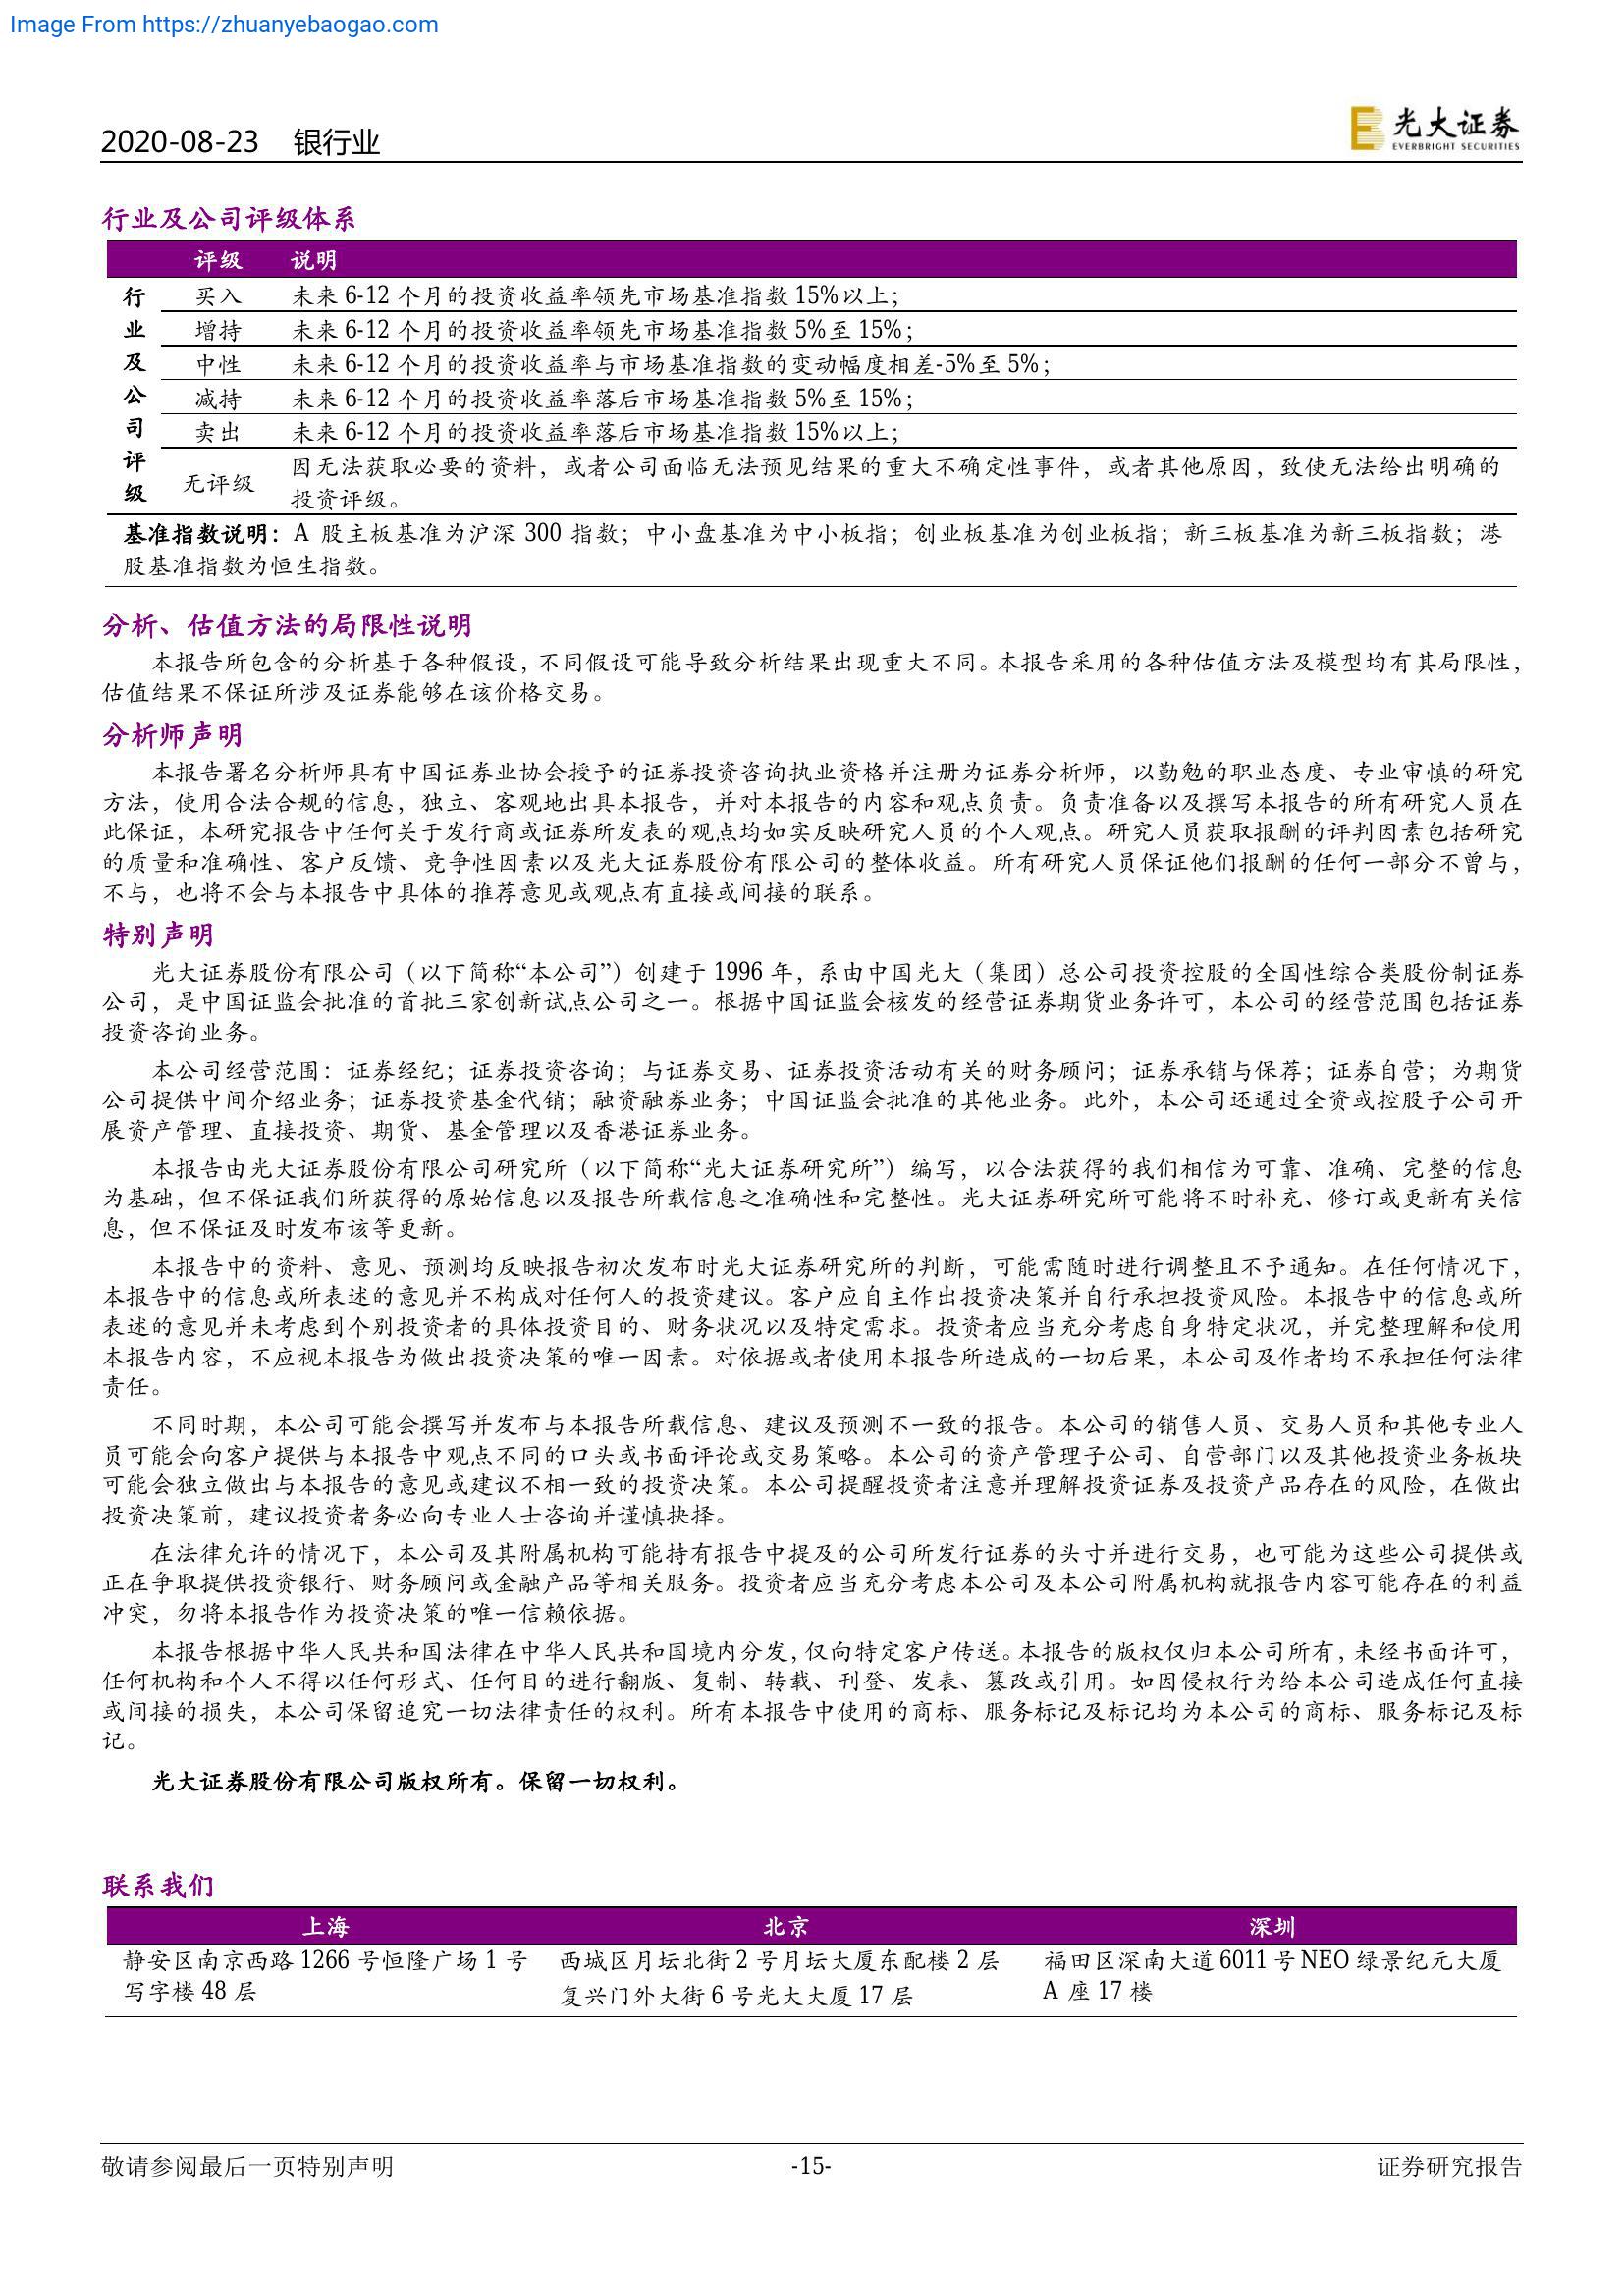 Image From https://zhuanyebaogao.com
2020-08-23 银行业
光大证券
EVERBRIGHT SECURITIES
行业及公司评级体系
评级 说明
行业及公司评级
买入 未来 6-12 个月的投资收益率领先市场基准指数 15%以上；
增持 未来 6-12 个月的投资收益率领先市场基准指数 5%至 15%；
中性 未来 6-12 个月的投资收益率与市场基准指数的变动幅度相差-5%至 5%；
减持 未来 6-12 个月的投资收益率落后市场基准指数 5%至 15%；
卖出 未来 6-12 个月的投资收益率落后市场基准指数 15%以上；
无评级 因无法获取必要的资料，或者公司面临无法预见结果的重大不确定性事件，或者其他原因，致使无法给出明确的
投资评级。
基准指数说明：A 股主板基准为沪深 300 指数；中小盘基准为中小板指；创业板基准为创业板指；新三板基准为新三板指数；港
股基准指数为恒生指数。
分析、估值方法的局限性说明
本报告所包含的分析基于各种假设，不同假设可能导致分析结果出现重大不同。本报告采用的各种估值方法及模型均有其局限性，
估值结果不保证所涉及证券能够在该价格交易。
分析师声明
本报告署名分析师具有中国证券业协会授予的证券投资咨询执业资格并注册为证券分析师，以勤勉的职业态度、专业审慎的研究
方法，使用合法合规的信息，独立、客观地出具本报告，并对本报告的内容和观点负责。负责准备以及撰写本报告的所有研究人员在
此保证，本研究报告中任何关于发行商或证券所发表的观点均如实反映研究人员的个人观点。研究人员获取报酬的评判因素包括研究
的质量和准确性、客户反馈、竞争性因素以及光大证券股份有限公司的整体收益。所有研究人员保证他们报酬的任何一部分不曾与，
不与，也将不会与本报告中具体的推荐意见或观点有直接或间接的联系。
特别声明
光大证券股份有限公司（以下简称“本公司”）创建于 1996 年，系由中国光大（集团）总公司投资控股的全国性综合类股份制证券
公司，是中国证监会批准的首批三家创新试点公司之一。根据中国证监会核发的经营证券期货业务许可，本公司的经营范围包括证券
投资咨询业务。
本公司经营范围：证券经纪；证券投资咨询；与证券交易、证券投资活动有关的财务顾问；证券承销与保荐；证券自营；为期货
公司提供中间介绍业务；证券投资基金代销；融资融券业务；中国证监会批准的其他业务。此外，本公司还通过全资或控股子公司开
展资产管理、直接投资、期货、基金管理以及香港证券业务。
本报告由光大证券股份有限公司研究所（以下简称“光大证券研究所”）编写，以合法获得的我们相信为可靠、准确、完整的信息
为基础，但不保证我们所获得的原始信息以及报告所载信息之准确性和完整性。光大证券研究所可能将不时补充、修订或更新有关信
息，但不保证及时发布该等更新。
本报告中的资料、意见、预测均反映报告初次发布时光大证券研究所的判断，可能需随时进行调整且不予通知。在任何情况下，
本报告中的信息或所表述的意见并不构成对任何人的投资建议。客户应自主作出投资决策并自行承担投资风险。本报告中的信息或所
表述的意见并未考虑到个别投资者的具体投资目的、财务状况以及特定需求。投资者应当充分考虑自身特定状况，并完整理解和使用
本报告内容，不应视本报告为做出投资决策的唯一因素。对依据或者使用本报告所造成的一切后果，本公司及作者均不承担任何法律
责任。
不同时期，本公司可能会撰写并发布与本报告所载信息、建议及预测不一致的报告。本公司的销售人员、交易人员和其他专业人
员可能会向客户提供与本报告中观点不同的口头或书面评论或交易策略。本公司的资产管理子公司、自营部门以及其他投资业务板块
可能会独立做出与本报告的意见或建议不相一致的投资决策。本公司提醒投资者注意并理解投资证券及投资产品存在的风险，在做出
投资决策前，建议投资者务必向专业人士咨询并谨慎抉择。
在法律允许的情况下，本公司及其附属机构可能持有报告中提及的公司所发行证券的头寸并进行交易，也可能为这些公司提供或
正在争取提供投资银行、财务顾问或金融产品等相关服务。投资者应当充分考虑本公司及本公司附属机构就报告内容可能存在的利益
冲突，勿将本报告作为投资决策的唯一信赖依据。
本报告根据中华人民共和国法律在中华人民共和国境内分发，仅向特定客户传送。本报告的版权仅归本公司所有，未经书面许可，
任何机构和个人不得以任何形式、任何目的进行翻版、复制、转载、刊登、发表、篡改或引用。如因侵权行为给本公司造成任何直接
或间接的损失，本公司保留追究一切法律责任的权利。所有本报告中使用的商标、服务标记及标记均为本公司的商标、服务标记及标
记。
光大证券股份有限公司版权所有。保留一切权利。
联系我们
上海 北京 深圳
静安区南京西路 1266 号恒隆广场 1 号
写字楼 48 层
西城区月坛北街 2 号月坛大厦东配楼 2 层
复兴门外大街 6 号光大大厦 17 层
福田区深南大道 6011 号 NEO 绿景纪元大厦
A 座 17 楼
敬请参阅最后一页特别声明 -15- 证券研究报告